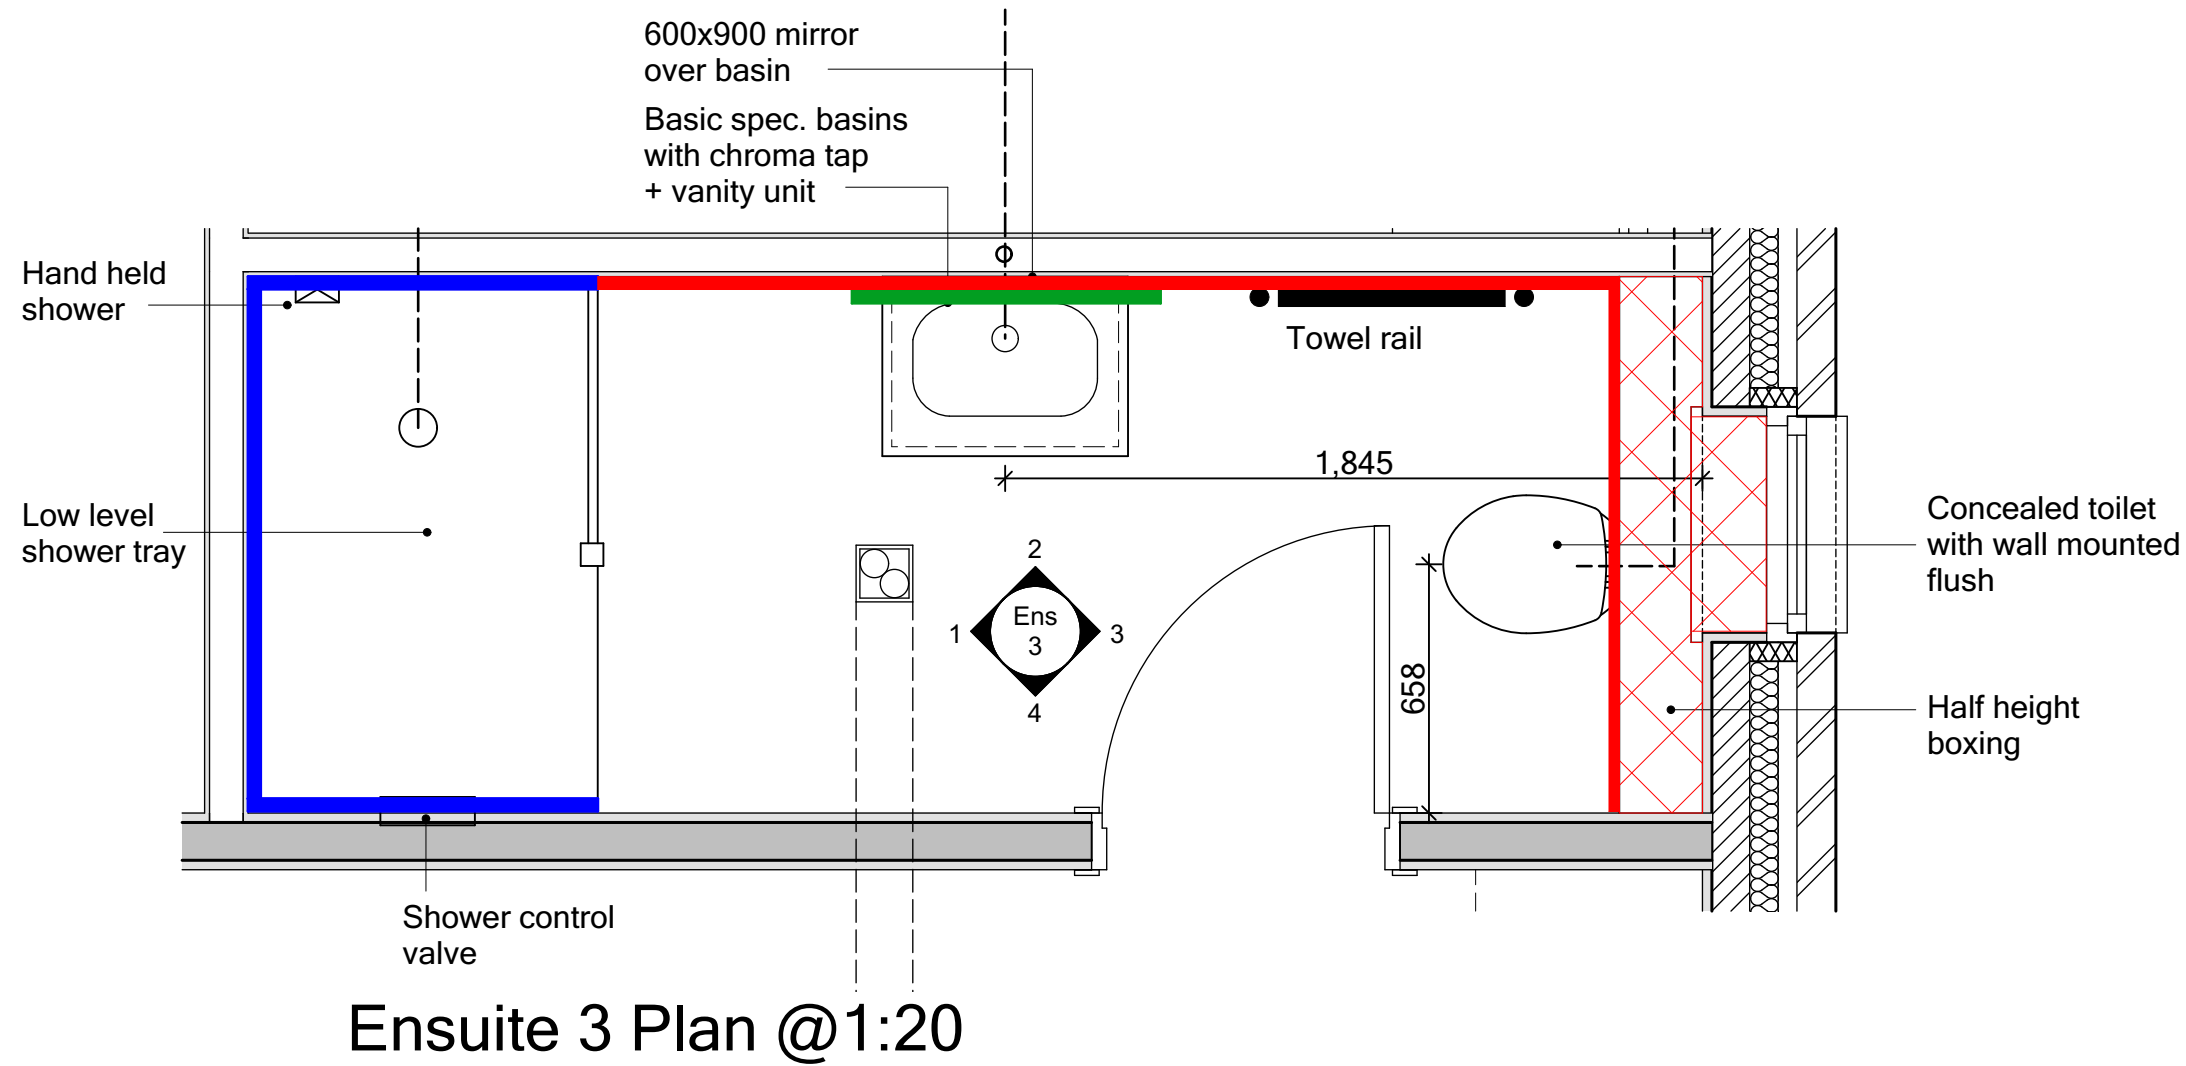 600x900 mirror
over basin
Basic spec. basins
with chroma tap
+ vanity unit
Hand held
shower
Towel rail
1,845
Low level
shower tray
Concealed toilet
with wall mounted
flush
2
Ens
3
1
3
4
658
Half height
boxing
Shower control
valve
Ensuite 3 Plan @1:20